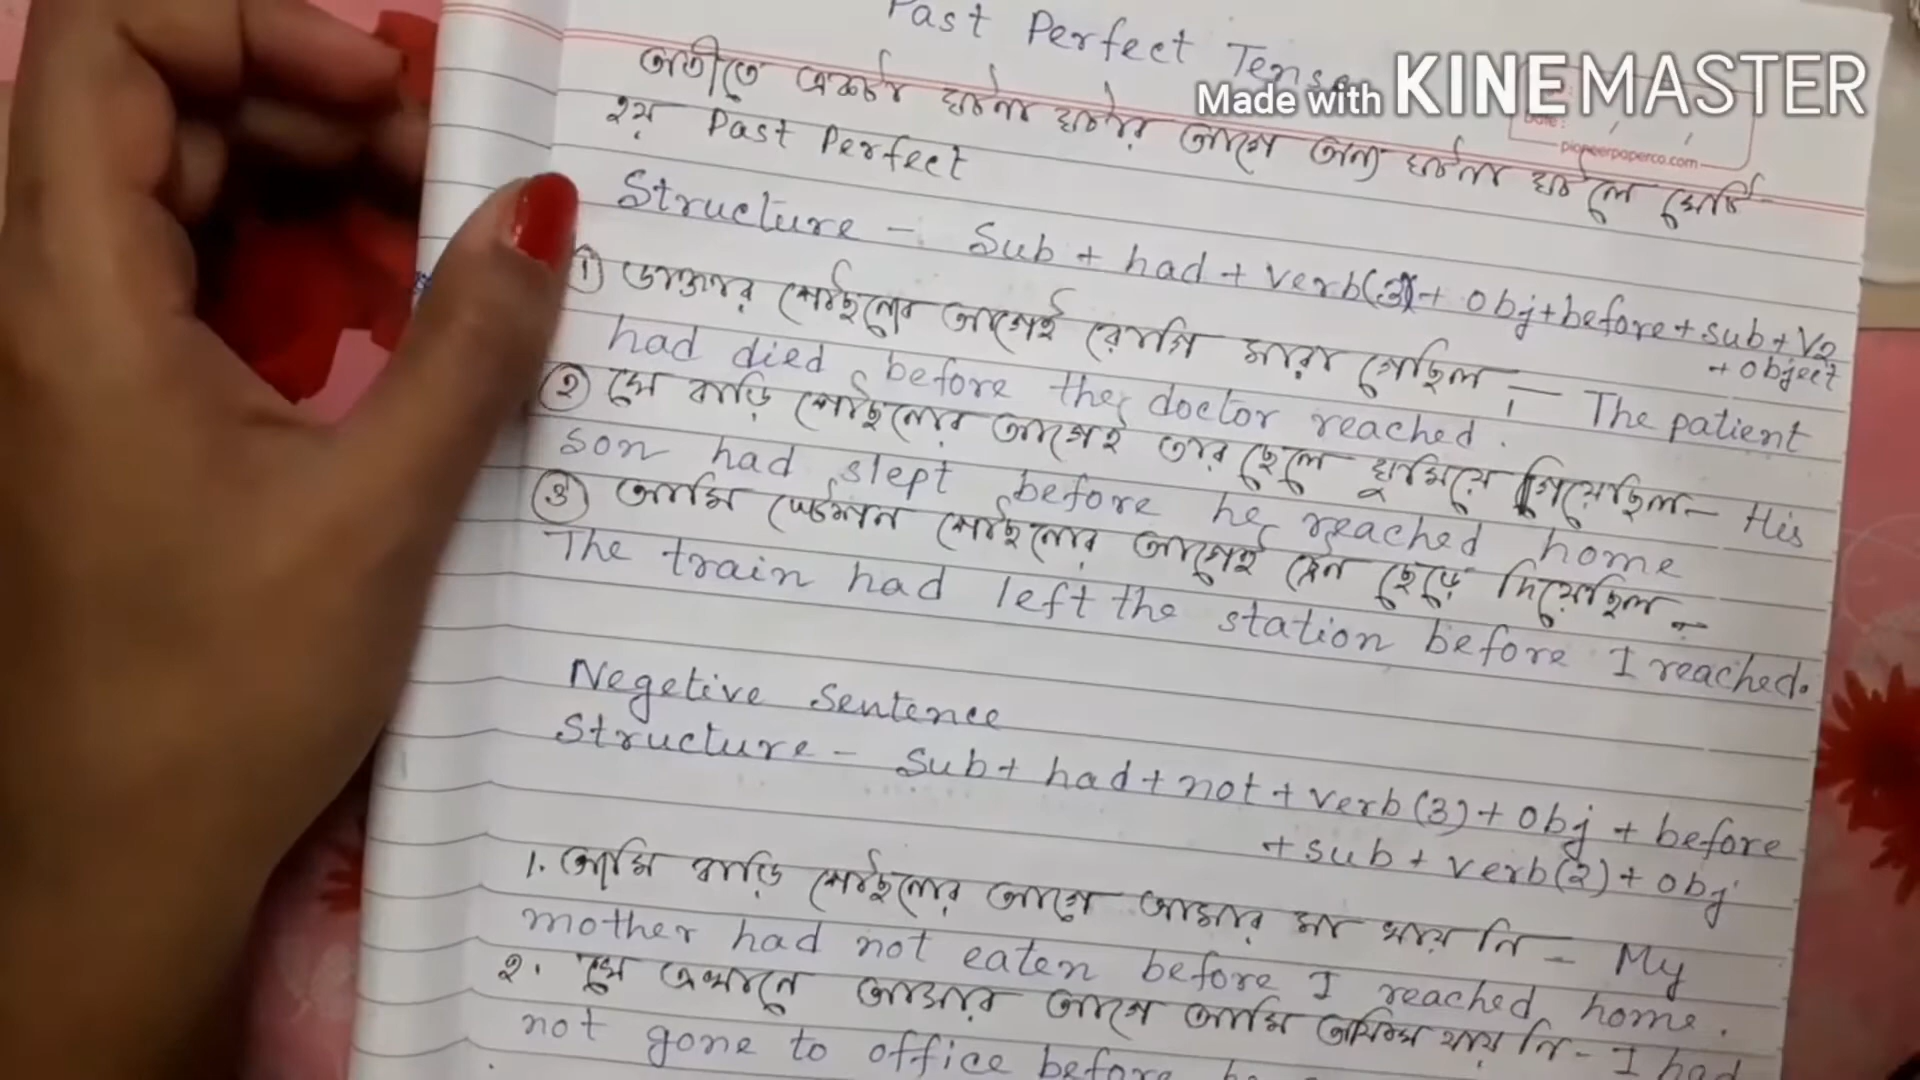 Past Perfect Tense
Made with KINEMASTER
Date:
pioneerpaperco.com
অতীতে একটা ঘটনা ঘটার আগে অন্য ঘটনা ঘটলে সেটি
হয় Past Perfect
Structure - Sub + had + verb(3) + obj + before + sub + V2
+ object
① ডাক্তার পৌঁছানোর আগেই রোগি মারা গেছিল । - The patient
had died before the doctor reached.
② সে বাড়ি পৌঁছানোর আগেই তার ছেলে ঘুমিয়ে গিয়েছিল - His
son had slept before he reached home
③ আমি স্টেশান পৌঁছানোর আগেই ট্রেন ছেড়ে দিয়েছিল -
The train had left the station before I reached.
Negetive Sentence
Structure - Sub + had + not + verb(3) + obj + before
+ sub + verb(2) + obj
1. আমি বাড়ি পৌঁছানোর আগে আমার মা খায় নি - My
mother had not eaten before I reached home.
২. সে এখানে আসার আগে আমি অফিস যায় নি - I had
not gone to office before